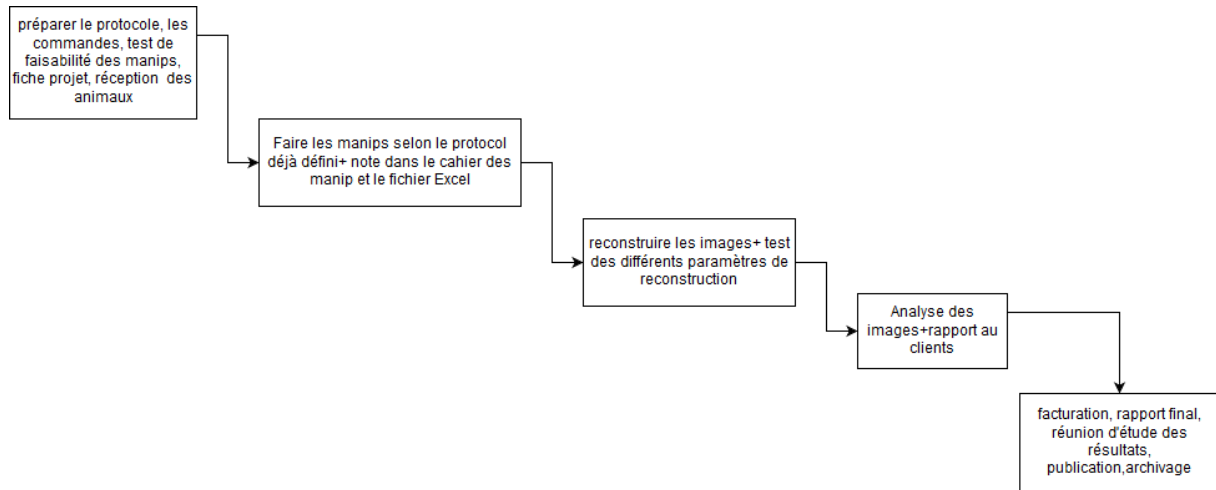 préparer le protocole, les
commandes, test de
faisabilité des manips,
fiche projet, réception des
animaux
Faire les manips selon le protocol
déjà défini+ note dans le cahier des
manip et le fichier Excel
reconstruire les images+ test
des différents paramètres de
reconstruction
Analyse des
images+rapport au
clients
facturation, rapport final,
réunion d'étude des
résultats,
publication,archivage